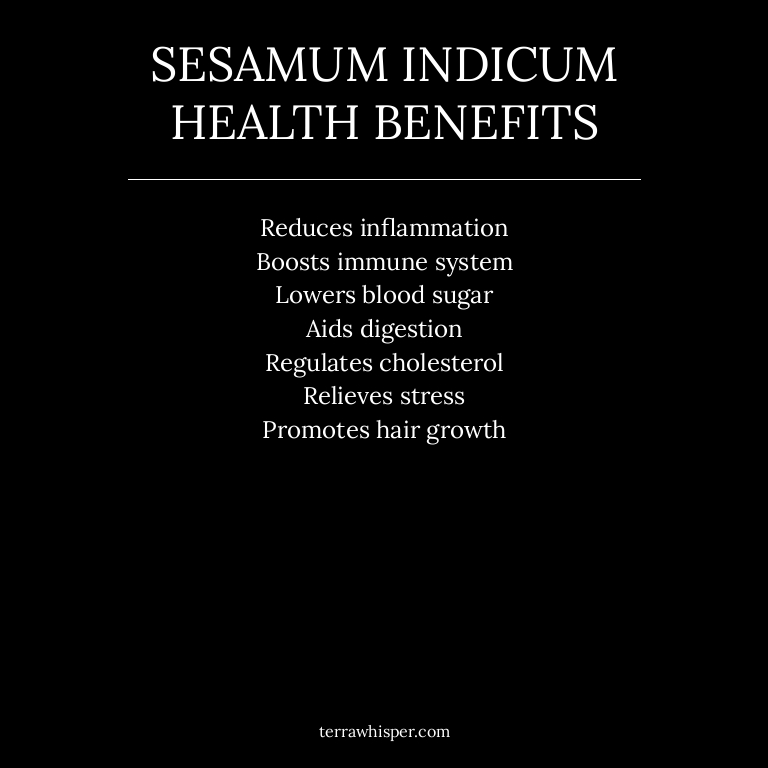 SESAMUM INDICUM
HEALTH BENEFITS
Reduces inflammation
Boosts immune system
Lowers blood sugar
Aids digestion
Regulates cholesterol
Relieves stress
Promotes hair growth
terrawhisper.com